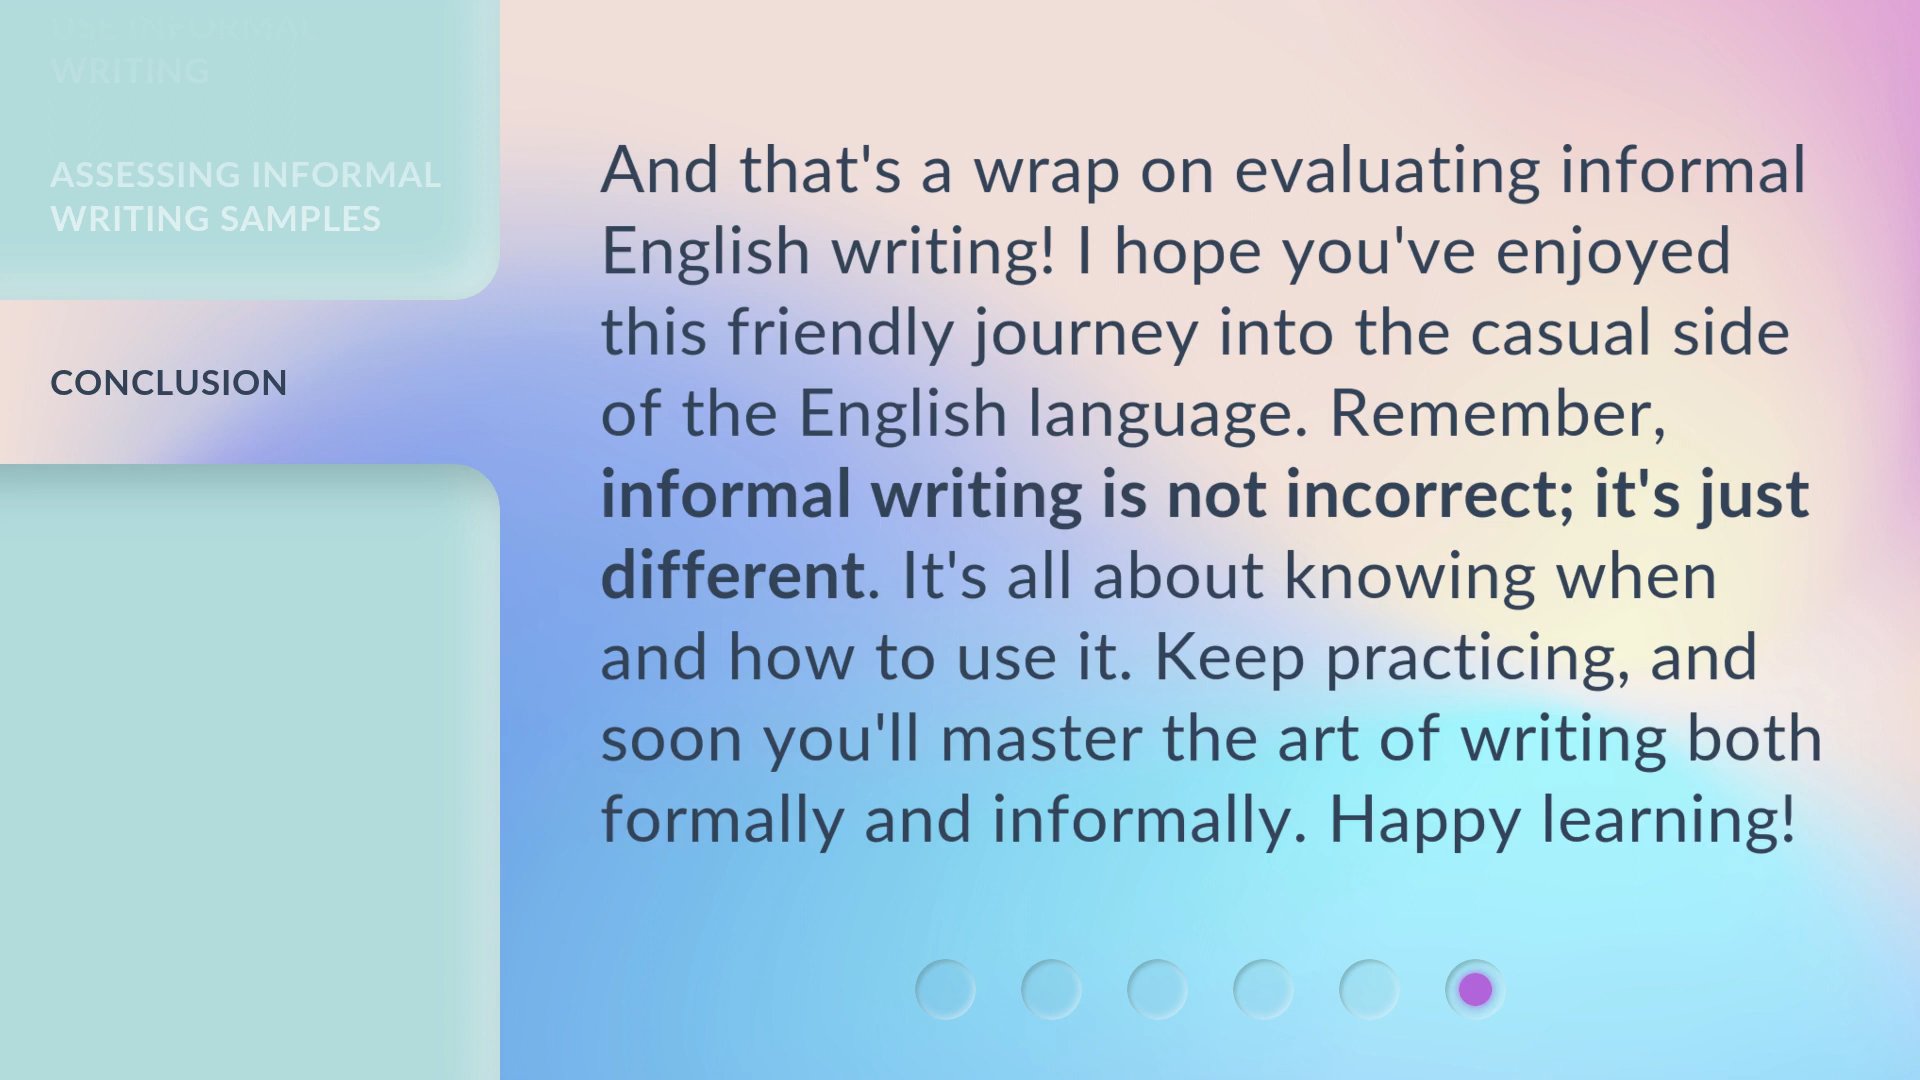 USE INFORMAL
WRITING
ASSESSING INFORMAL
WRITING SAMPLES
CONCLUSION
And that's a wrap on evaluating informal
English writing! I hope you've enjoyed
this friendly journey into the casual side
of the English language. Remember,
informal writing is not incorrect; it's just
different. It's all about knowing when
and how to use it. Keep practicing, and
soon you'll master the art of writing both
formally and informally. Happy learning!